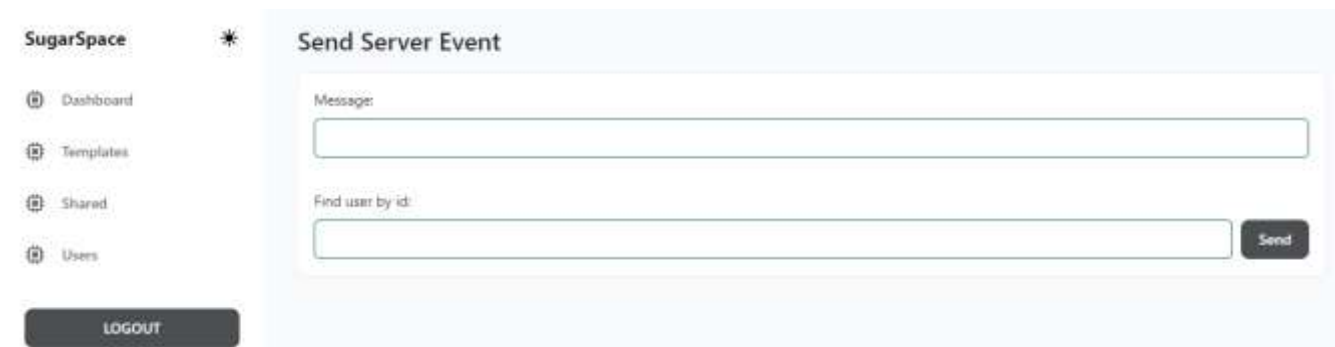 SugarSpace
Dashboard
Templates
Shared
Users
LOGOUT
Send Server Event
Message:
Find user by id:
Send